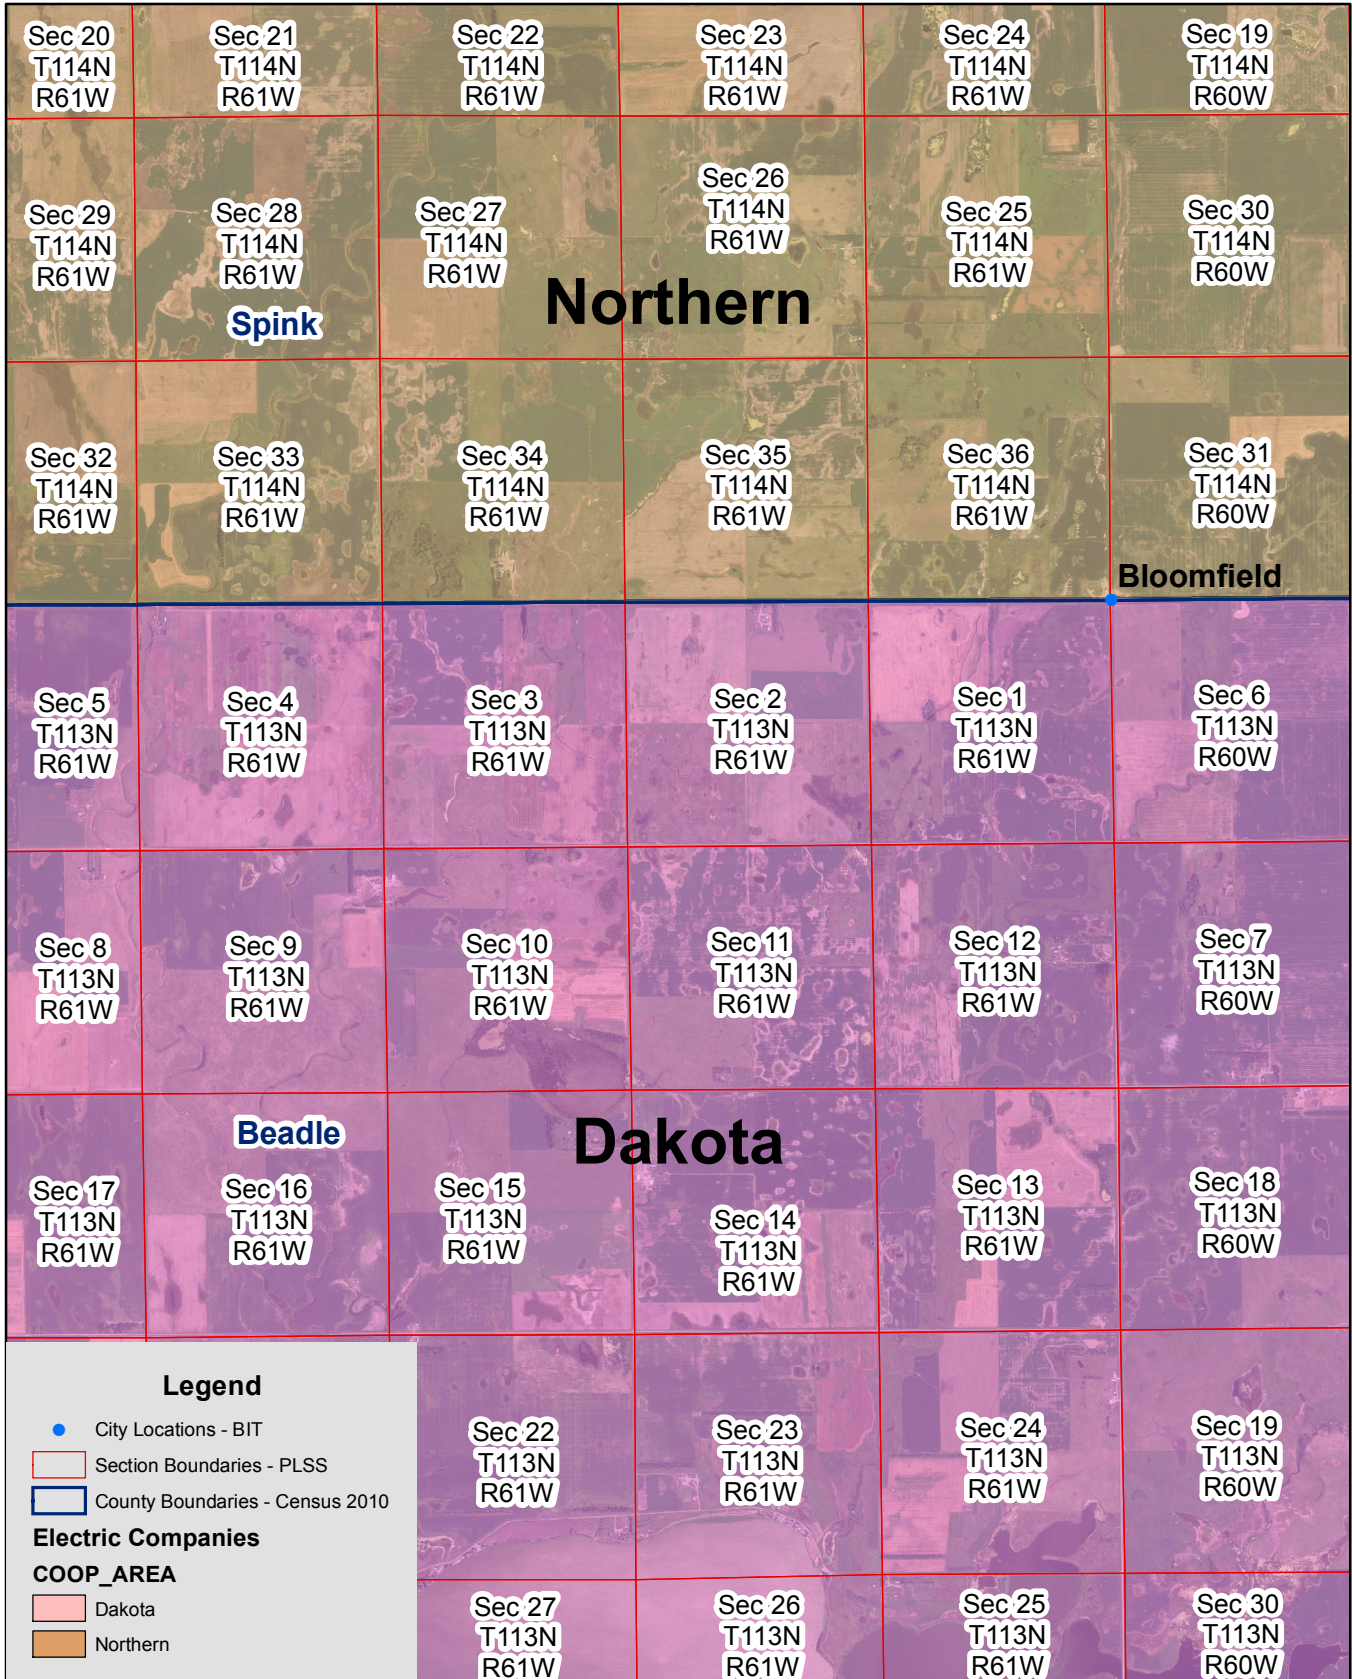 Sec 20
T114N
R61W
Sec 21
T114N
R61W
Sec 22
T114N
R61W
Sec 23
T114N
R61W
Sec 24
T114N
R61W
Sec 19
T114N
R60W
Sec 29
T114N
R61W
Sec 28
T114N
R61W
Sec 27
T114N
R61W
Sec 26
T114N
R61W
Sec 25
T114N
R61W
Sec 30
T114N
R60W
Northern
Spink
Sec 32
T114N
R61W
Sec 33
T114N
R61W
Sec 34
T114N
R61W
Sec 35
T114N
R61W
Sec 36
T114N
R61W
Sec 31
T114N
R60W
Bloomfield
Sec 5
T113N
R61W
Sec 4
T113N
R61W
Sec 3
T113N
R61W
Sec 2
T113N
R61W
Sec 1
T113N
R61W
Sec 6
T113N
R60W
Sec 8
T113N
R61W
Sec 9
T113N
R61W
Sec 10
T113N
R61W
Sec 11
T113N
R61W
Sec 12
T113N
R61W
Sec 7
T113N
R60W
Beadle
Dakota
Sec 17
T113N
R61W
Sec 16
T113N
R61W
Sec 15
T113N
R61W
Sec 14
T113N
R61W
Sec 13
T113N
R61W
Sec 18
T113N
R60W
Sec 22
T113N
R61W
Sec 23
T113N
R61W
Sec 24
T113N
R61W
Sec 19
T113N
R60W
Sec 27
T113N
R61W
Sec 26
T113N
R61W
Sec 25
T113N
R61W
Sec 30
T113N
R60W
Legend
City Locations - BIT
Section Boundaries - PLSS
County Boundaries - Census 2010
Electric Companies
COOP_AREA
Dakota
Northern